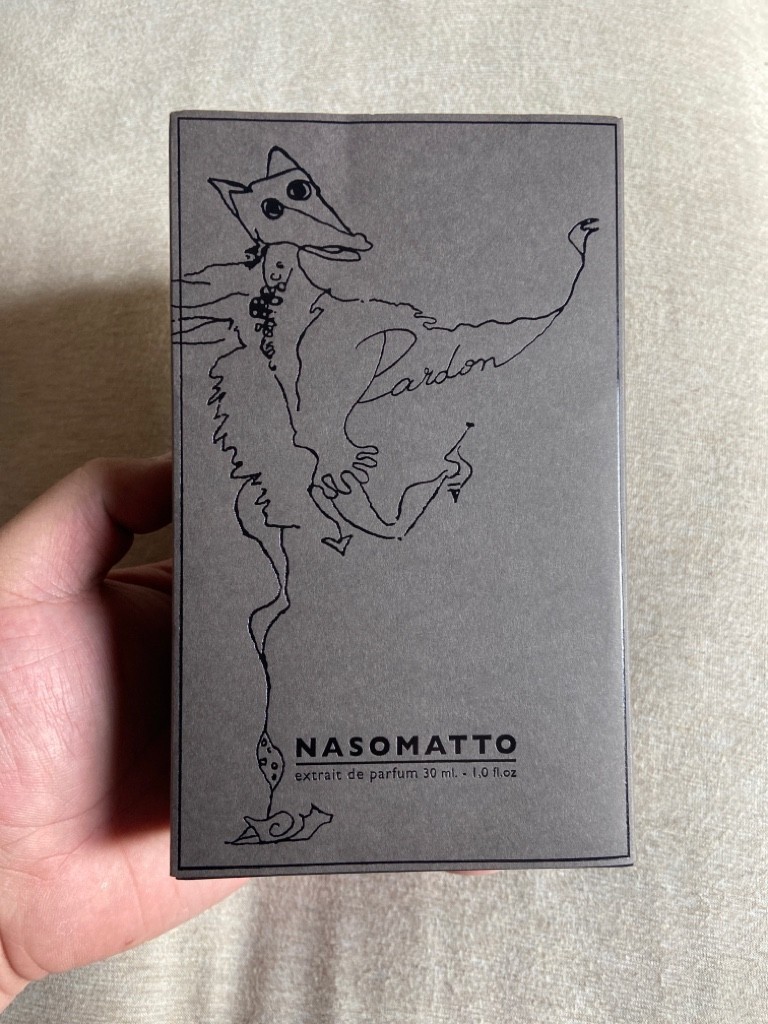 Pardon
NASOMATTO
extrait de parfum 30 ml. - 1,0 fl.oz